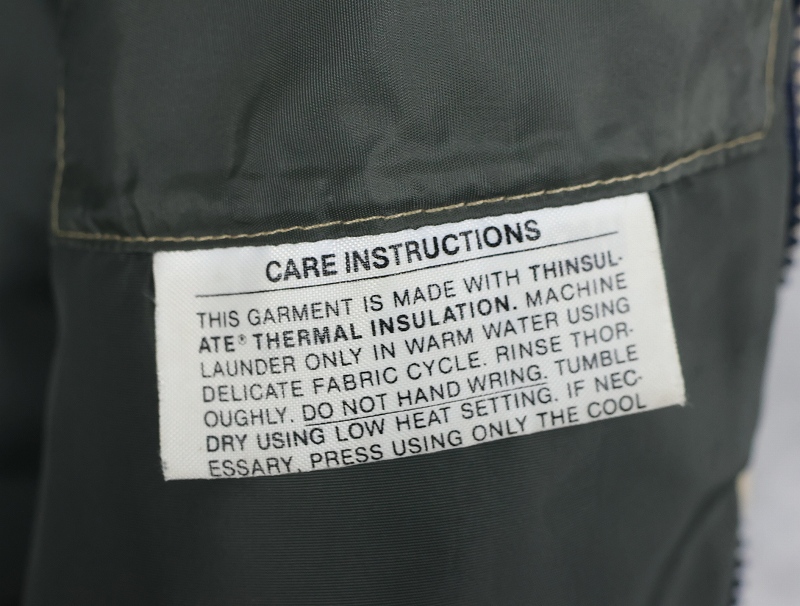 CARE INSTRUCTIONS
THIS GARMENT IS MADE WITH THINSUL-
ATE® THERMAL INSULATION. MACHINE
LAUNDER ONLY IN WARM WATER USING
DELICATE FABRIC CYCLE. RINSE THOR-
OUGHLY. DO NOT HAND WRING. TUMBLE
DRY USING LOW HEAT SETTING. IF NEC-
ESSARY, PRESS USING ONLY THE COOL